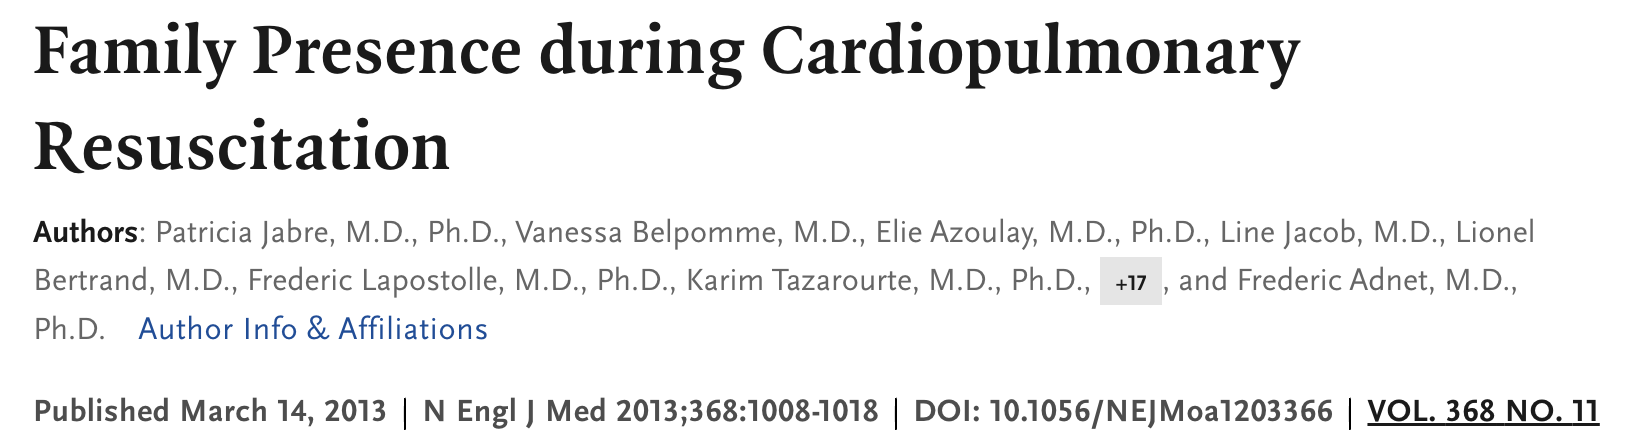 Family Presence during Cardiopulmonary
Resuscitation
Authors: Patricia Jabre, M.D., Ph.D., Vanessa Belpomme, M.D., Elie Azoulay, M.D., Ph.D., Line Jacob, M.D., Lionel
Bertrand, M.D., Frederic Lapostolle, M.D., Ph.D., Karim Tazarourte, M.D., Ph.D., +17 , and Frederic Adnet, M.D.,
Ph.D. Author Info & Affiliations
Published March 14, 2013 | N Engl J Med 2013;368:1008-1018 | DOI: 10.1056/NEJMoa1203366 | VOL. 368 NO. 11